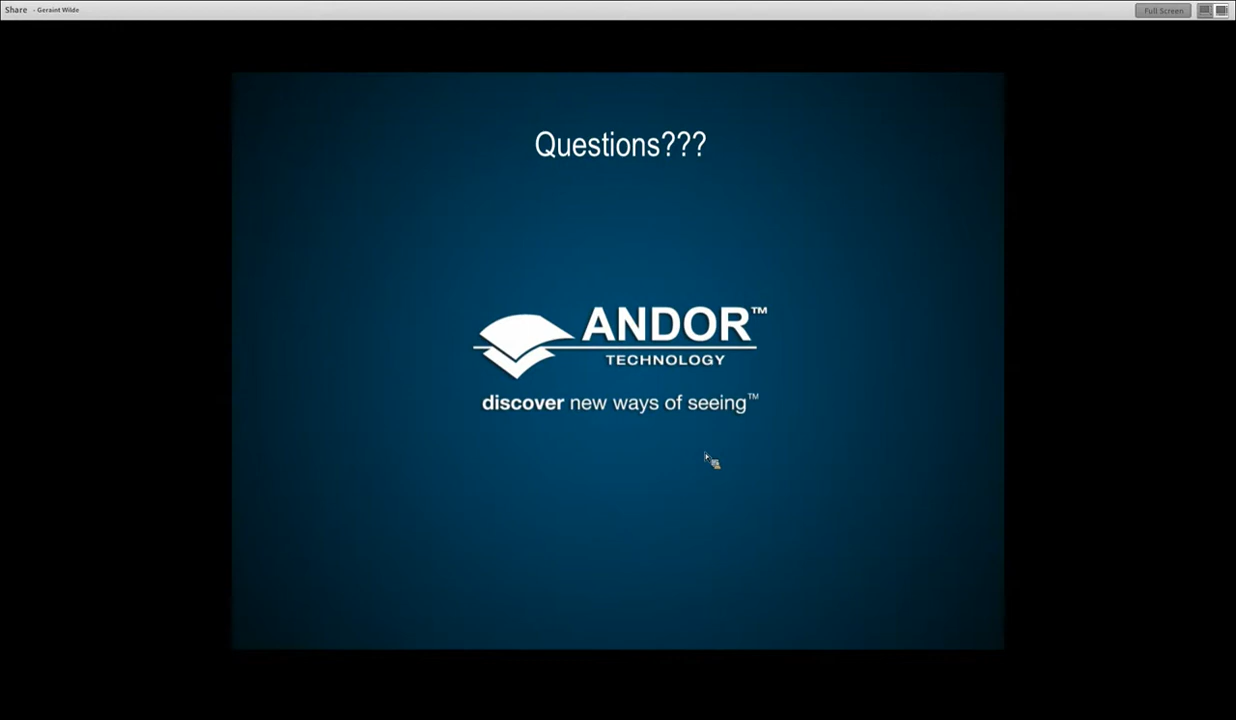 Share - Geraint Wilde
Full Screen
Questions???
ANDOR™
TECHNOLOGY
discover new ways of seeing™